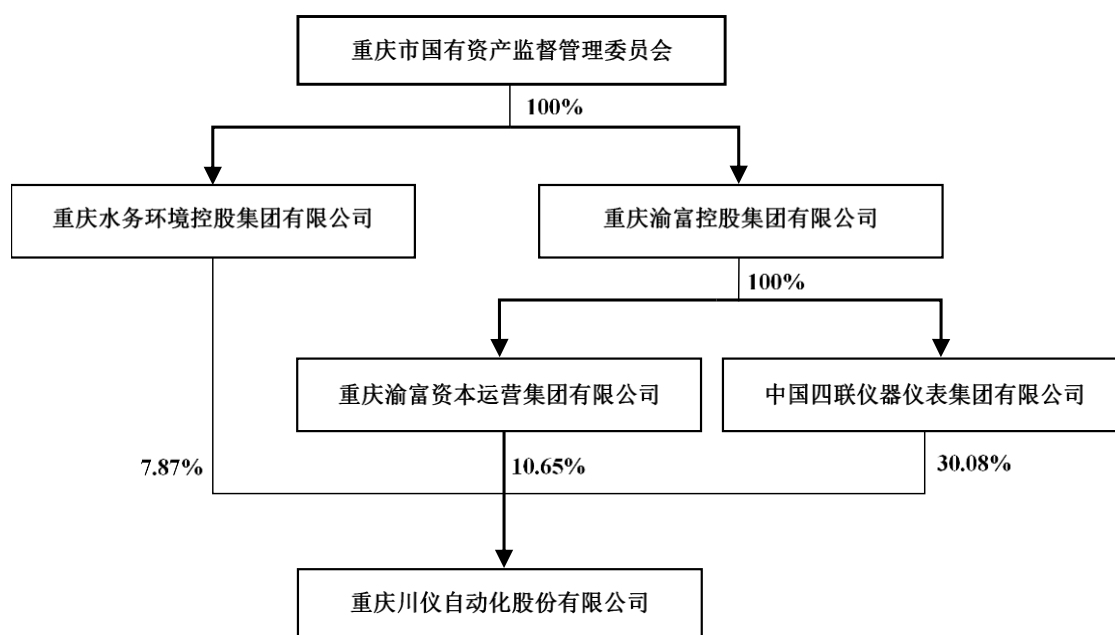 重庆市国有资产监督管理委员会
100%
重庆水务环境控股集团有限公司
重庆渝富控股集团有限公司
100%
重庆渝富资本运营集团有限公司
中国四联仪器仪表集团有限公司
7.87%
10.65%
30.08%
重庆川仪自动化股份有限公司